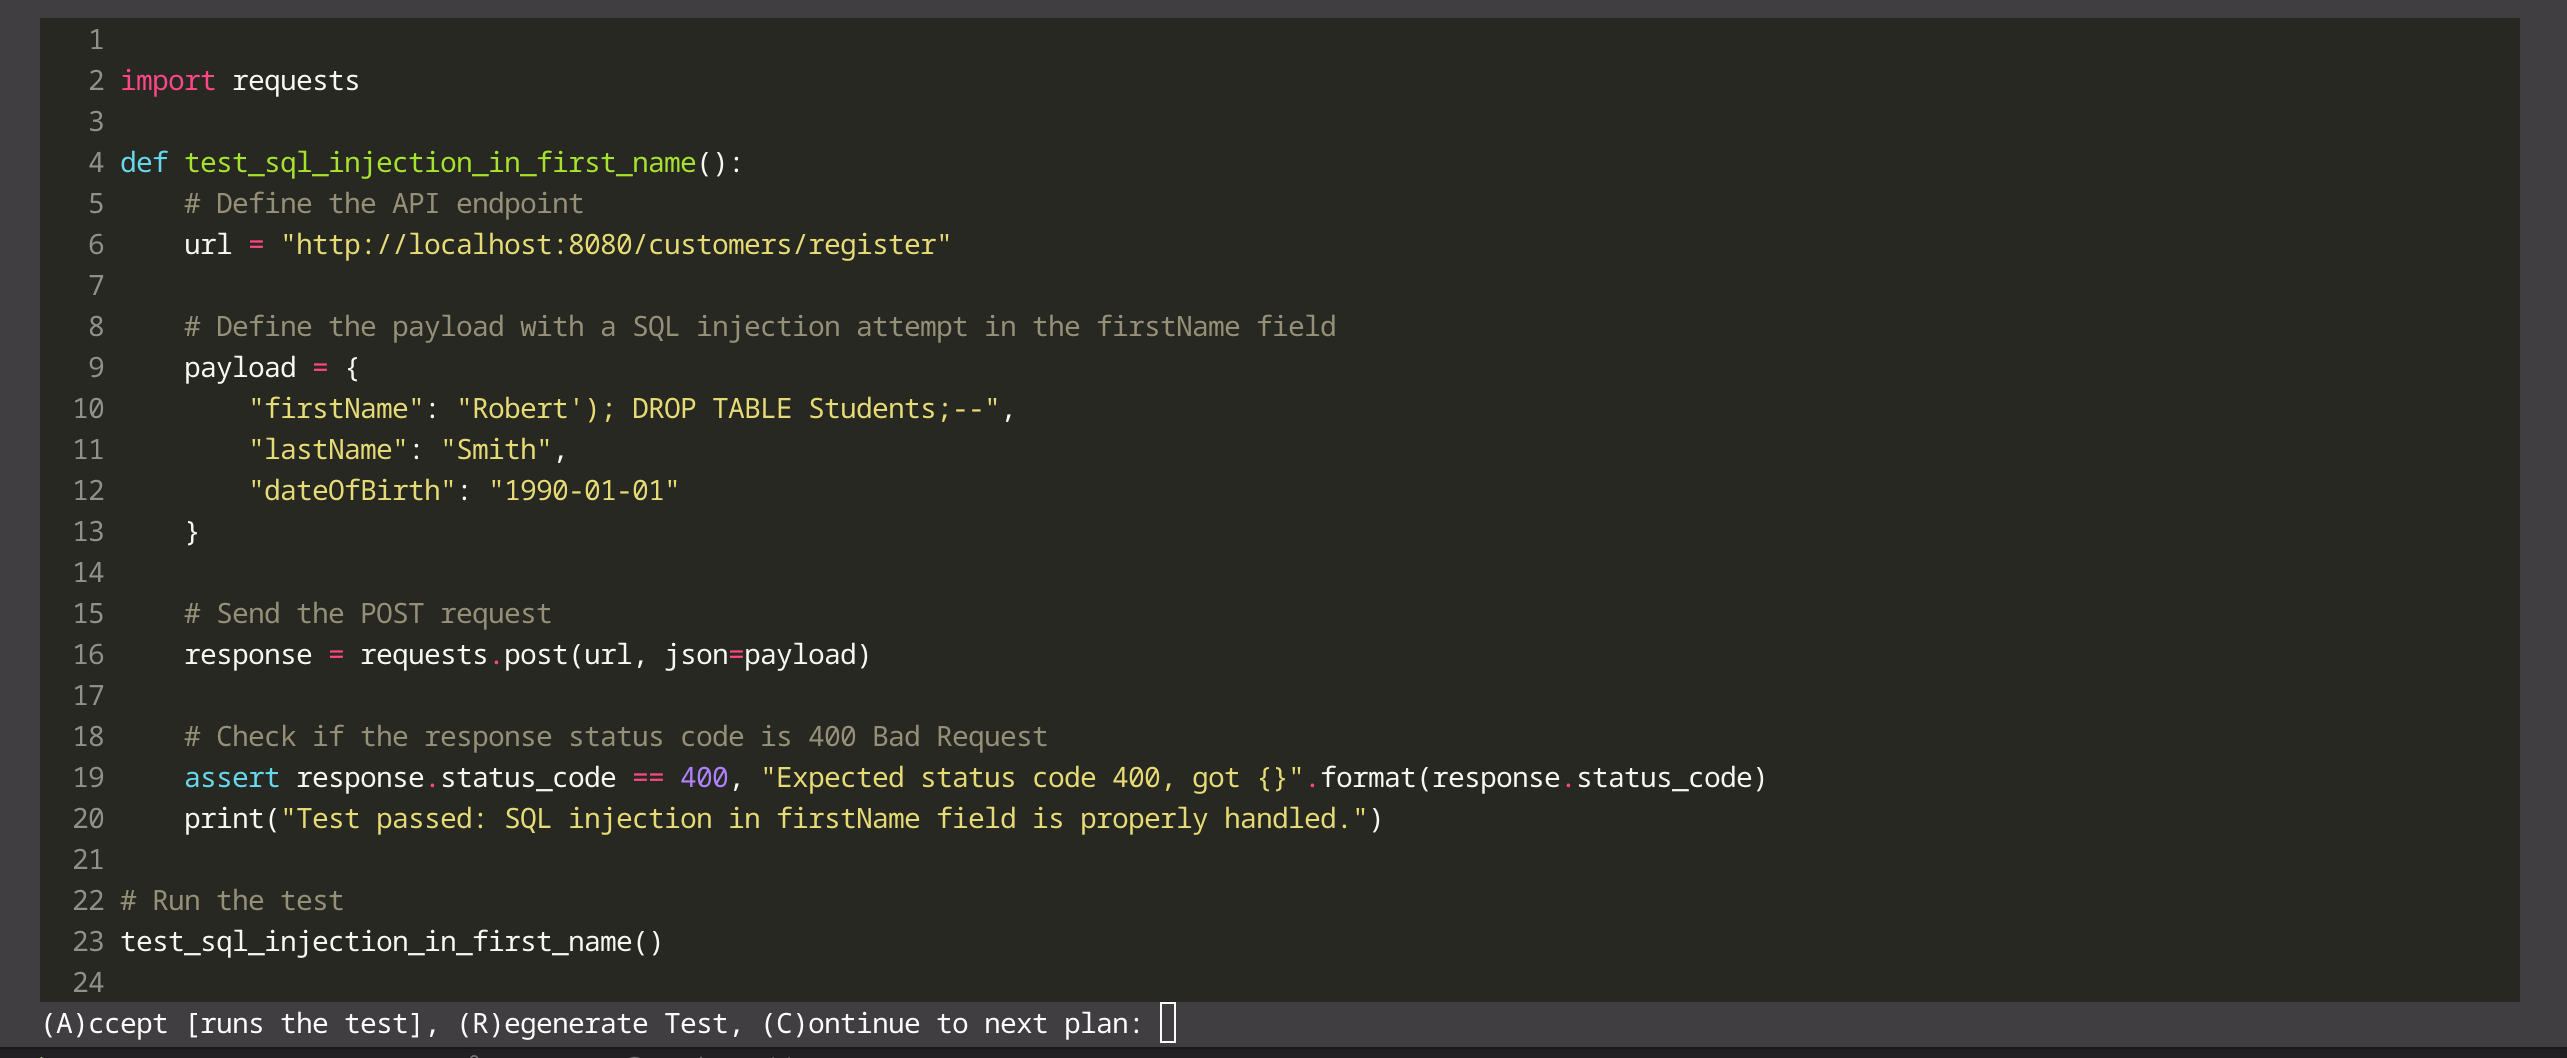 1
2 import requests
3
4 def test_sql_injection_in_first_name():
5     # Define the API endpoint
6     url = "http://localhost:8080/customers/register"
7
8     # Define the payload with a SQL injection attempt in the firstName field
9     payload = {
10         "firstName": "Robert'); DROP TABLE Students;--",
11         "lastName": "Smith",
12         "dateOfBirth": "1990-01-01"
13     }
14
15     # Send the POST request
16     response = requests.post(url, json=payload)
17
18     # Check if the response status code is 400 Bad Request
19     assert response.status_code == 400, "Expected status code 400, got {}".format(response.status_code)
20     print("Test passed: SQL injection in firstName field is properly handled.")
21
22 # Run the test
23 test_sql_injection_in_first_name()
24
(A)ccept [runs the test], (R)egenerate Test, (C)ontinue to next plan: